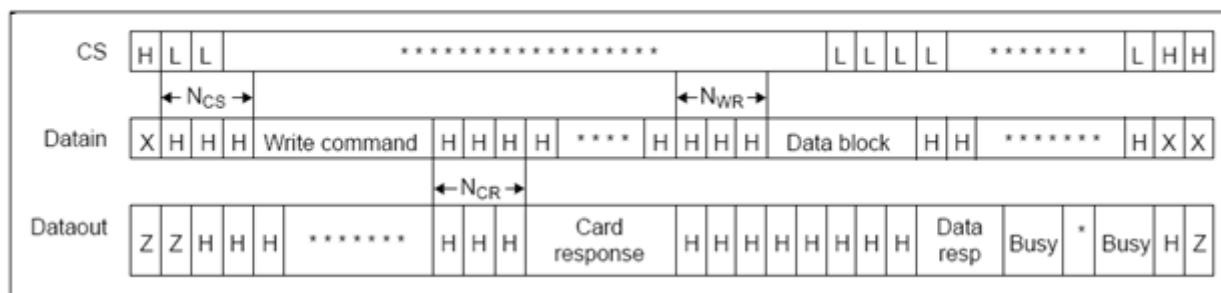 CS H L L * * * * * * * * * * * * * * * * * * L L L L * * * * * * * L H H
N_CS N_WR
Datain X H H H Write command H H H H * * * * H H H H Data block H H * * * * * * * H X X
N_CR
Dataout Z Z H H H * * * * * * * H H H Card response H H H H H H H H Data resp Busy * Busy H Z